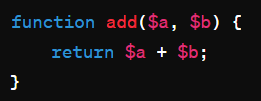 function add($a, $b) {
    return $a + $b;
}